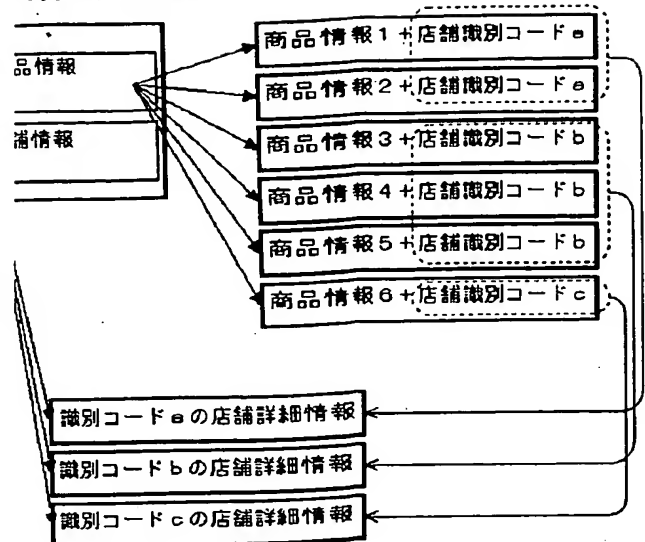 商品情報1+店舗識別コードa
品情報
商品情報2+店舗識別コードa
舗情報
商品情報3+店舗識別コードb
商品情報4+店舗識別コードb
商品情報5+店舗識別コードb
商品情報6+店舗識別コードc
識別コードaの店舗詳細情報
識別コードbの店舗詳細情報
識別コードcの店舗詳細情報